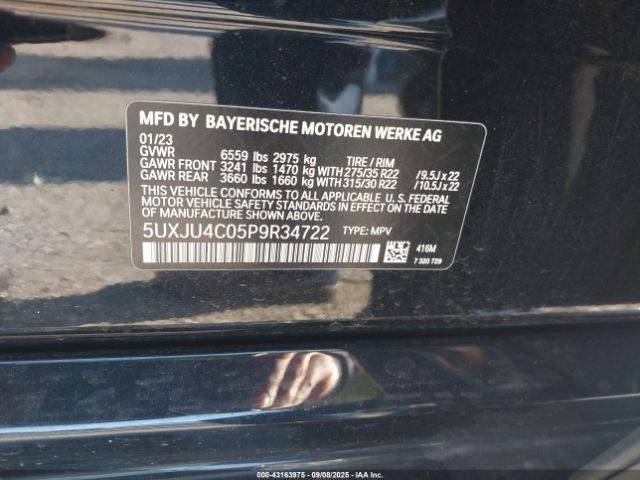 MFD BY BAYERISCHE MOTOREN WERKE AG
01/23
GVWR 6559 lbs 2975 kg TIRE / RIM
GAWR FRONT 3241 lbs 1470 kg WITH 275/35 R22 /9.5J x 22
GAWR REAR 3660 lbs 1660 kg WITH 315/30 R22 /10.5J x 22
THIS VEHICLE CONFORMS TO ALL APPLICABLE U.S. FEDERAL
MOTOR VEHICLE SAFETY STANDARDS IN EFFECT ON THE DATE OF
MANUFACTURE SHOWN ABOVE.
5UXJU4C05P9R34722 TYPE: MPV
416M
7 320 729
000-43163975 - 09/08/2025 - IAAI.COM